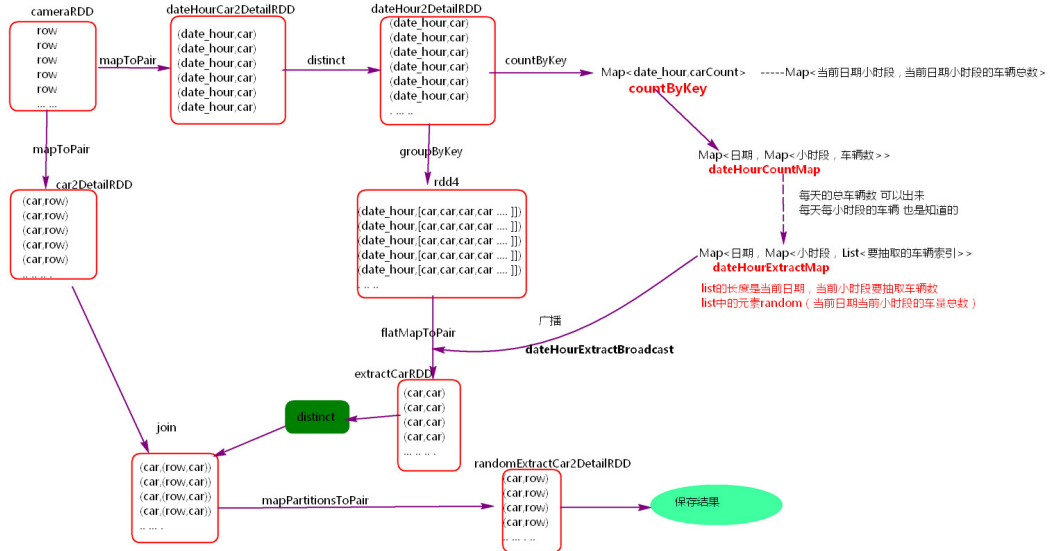 cameraRDD
row
row
row
row
row
... ...
mapToPair
dateHourCar2DetailRDD
(date_hour,car)
(date_hour,car)
(date_hour,car)
(date_hour,car)
(date_hour,car)
(date_hour,car)
distinct
dateHour2DetailRDD
(date_hour,car)
(date_hour,car)
(date_hour,car)
(date_hour,car)
(date_hour,car)
(date_hour,car)
. ... ..
countByKey
Map<date_hour,carCount> -----Map<当前日期小时段，当前日期小时段的车辆总数>
countByKey
Map<日期，Map<小时段，车辆数>>
dateHourCountMap
每天的总车辆数 可以出来
每天每小时段的车辆 也是知道的
Map<日期，Map<小时段，List<要抽取的车辆索引>>
dateHourExtractMap
list的长度是当前日期，当前小时段要抽取车辆数
list中的元素random（当前日期当前小时段的车量总数）
mapToPair
car2DetailRDD
(car,row)
(car,row)
(car,row)
(car,row)
(car,row)
.. .. .. .
groupByKey
rdd4
(date_hour,[car,car,car,car .... ]])
(date_hour,[car,car,car,car .... ]])
(date_hour,[car,car,car,car .... ]])
(date_hour,[car,car,car,car .... ]])
(date_hour,[car,car,car,car .... ]])
. .. ..
广播
flatMapToPair
dateHourExtractBroadcast
extractCarRDD
(car,car)
(car,car)
(car,car)
(car,car)
... .. .. .
distinct
join
(car,(row,car))
(car,(row,car))
(car,(row,car))
(car,(row,car))
.. ... .
mapPartitionsToPair
randomExtractCar2DetailRDD
(car,row)
(car,row)
(car,row)
(car,row)
.. ... . ..
保存结果